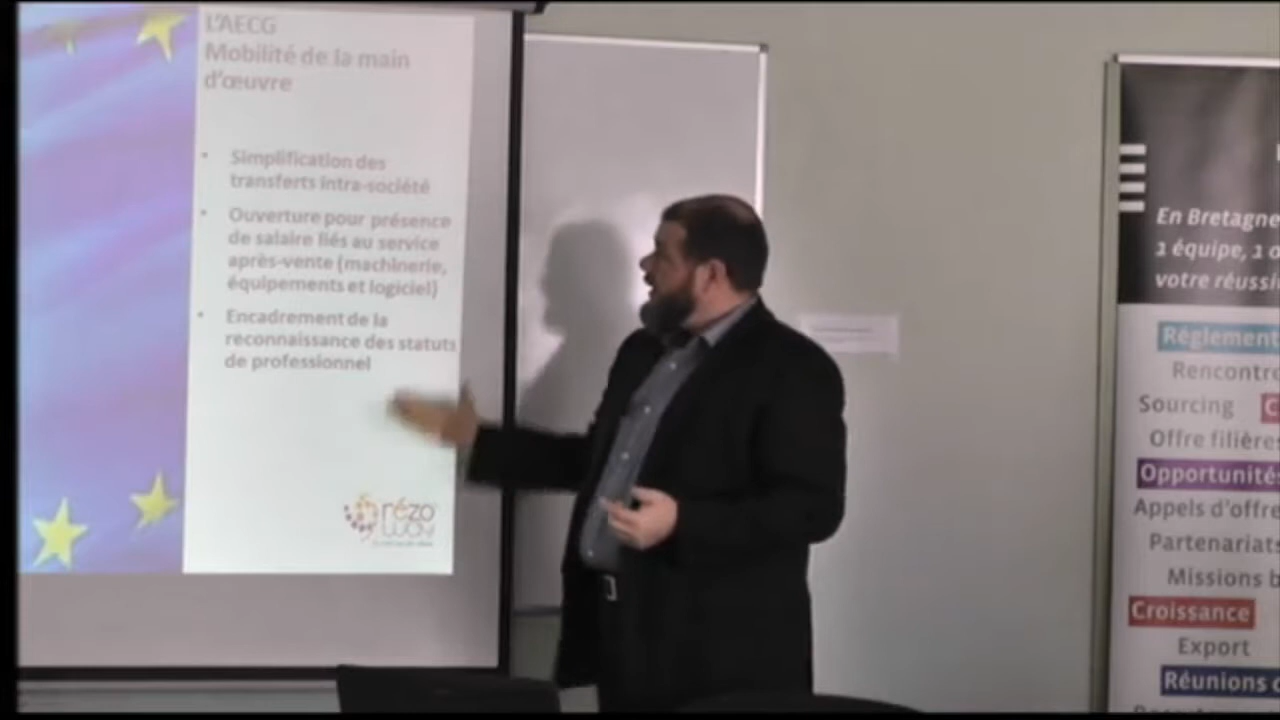 L'AECG
Mobilité de la main
d'œuvre
• Simplification des
transferts intra-société
• Ouverture pour présence
de salaire liés au service
après-vente (machinerie,
équipements et logiciel)
• Encadrement de la
reconnaissance des statuts
de professionnel
rézo
way
En Bretagne
1 équipe, 1 o
votre réussi
Réglement
Rencontre
Sourcing C
Offre filières
Opportunités
Appels d'offre
Partenariats
Missions b
Croissance
Export
Réunions